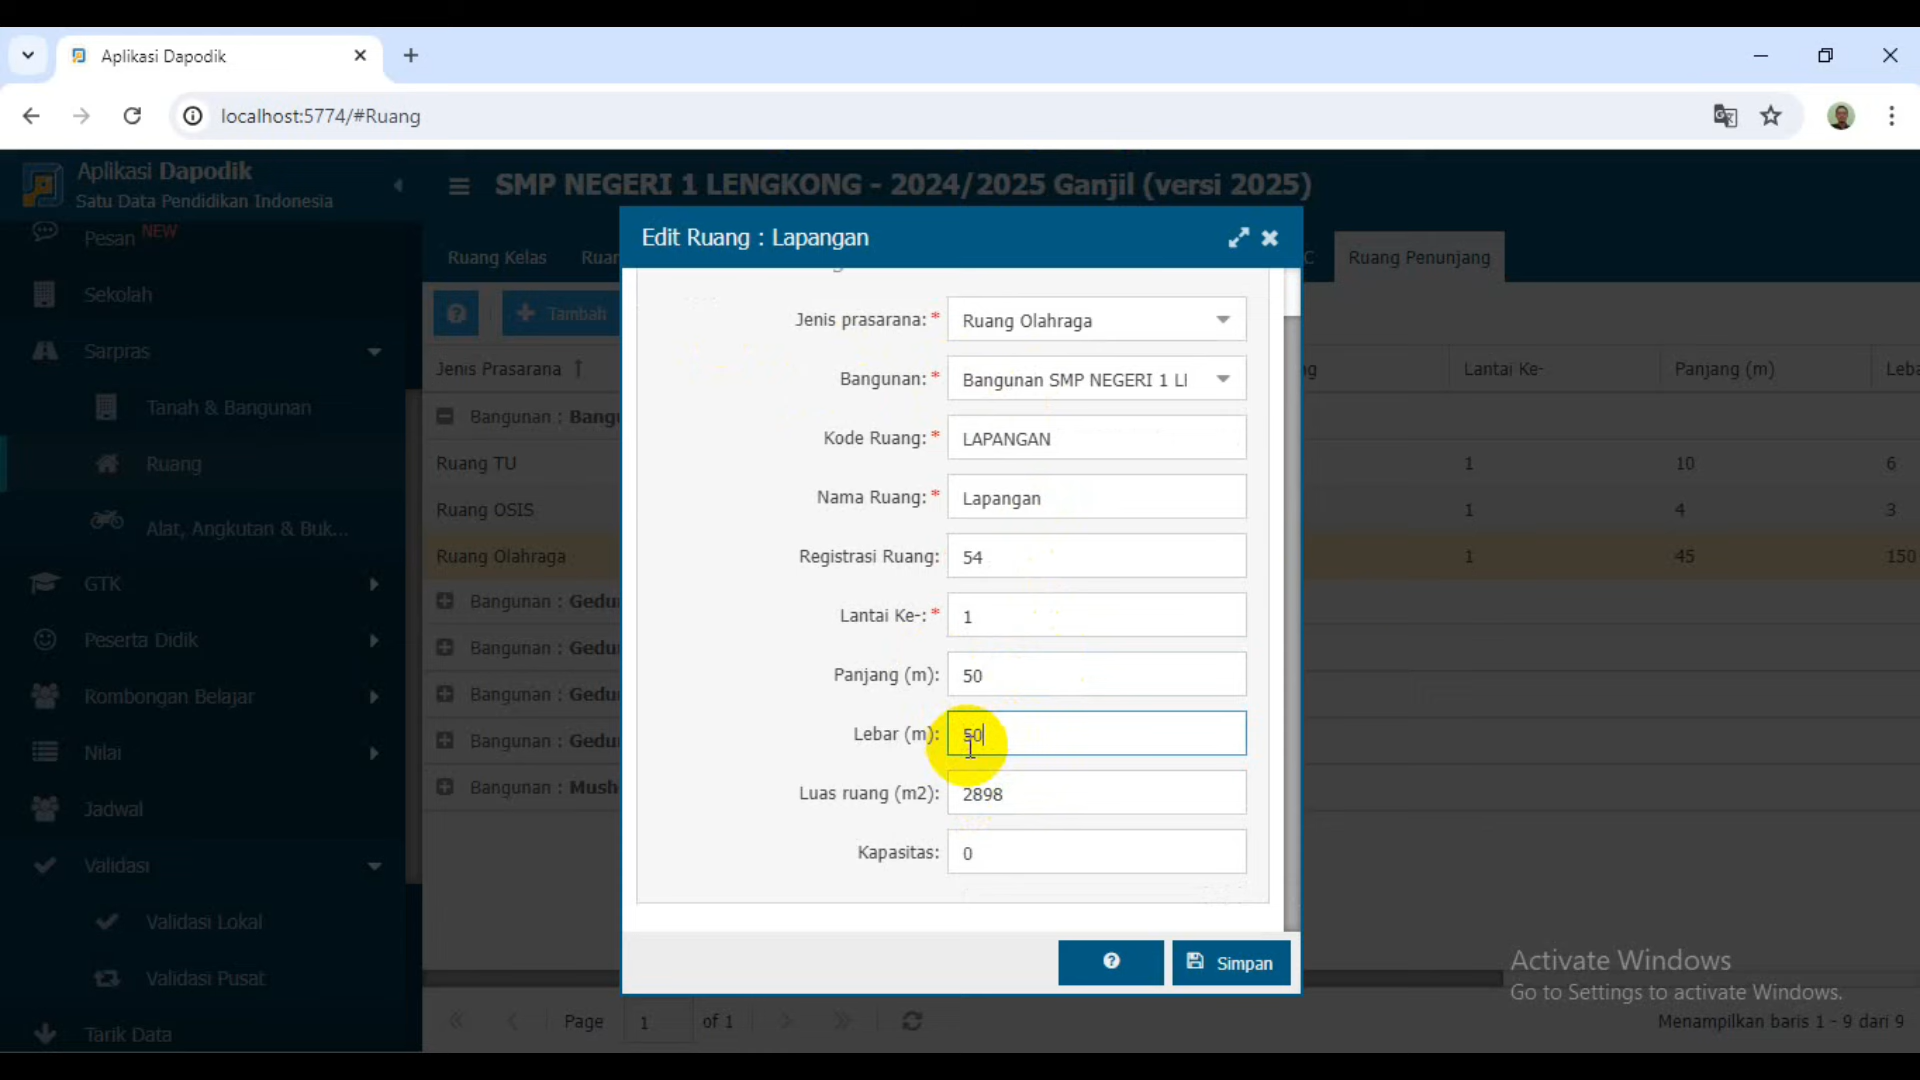 Aplikasi Dapodik
localhost:5774/#Ruang
Aplikasi Dapodik
Satu Data Pendidikan Indonesia
SMP NEGERI 1 LENGKONG - 2024/2025 Ganjil (versi 2025)
Pesan NEW
Sekolah
Sarpras
Tanah & Bangunan
Ruang
Alat, Angkutan & Buk...
GTK
Peserta Didik
Rombongan Belajar
Nilai
Jadwal
Validasi
Validasi Lokal
Validasi Pusat
Tarik Data
Ruang Kelas Ruan C Ruang Penunjang
Tambah
Jenis Prasarana ng Lantai Ke- Panjang (m) Leba
Bangunan : Bangu
Ruang TU 1 10 6
Ruang OSIS 1 4 3
Ruang Olahraga 1 45 150
Bangunan : Gedu
Bangunan : Gedu
Bangunan : Gedu
Bangunan : Gedu
Bangunan : Mush
Edit Ruang : Lapangan
Jenis prasarana: * Ruang Olahraga
Bangunan: * Bangunan SMP NEGERI 1 LI
Kode Ruang: * LAPANGAN
Nama Ruang: * Lapangan
Registrasi Ruang: 54
Lantai Ke-: * 1
Panjang (m): 50
Lebar (m): 50
Luas ruang (m2): 2898
Kapasitas: 0
Simpan
Activate Windows
Go to Settings to activate Windows.
Page 1 of 1
Menampilkan baris 1 - 9 dari 9